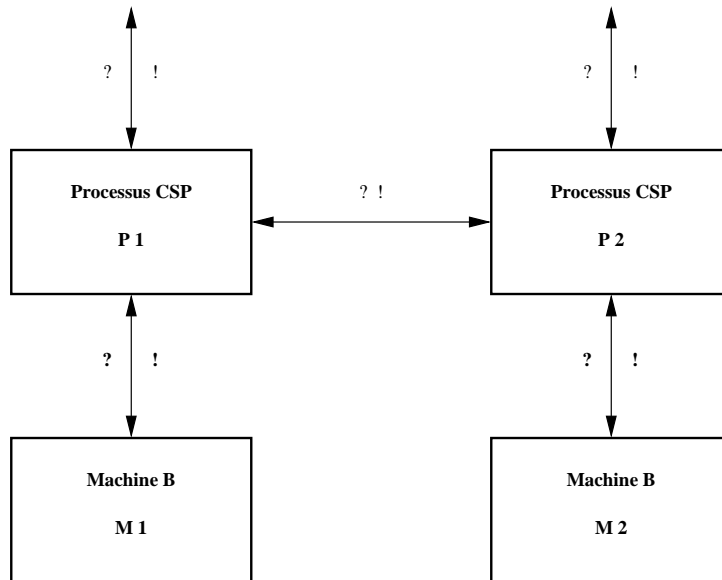 ? ! ? !
Processus CSP Processus CSP
? !
P 1 P 2
? ! ? !
Machine B Machine B
M 1 M 2